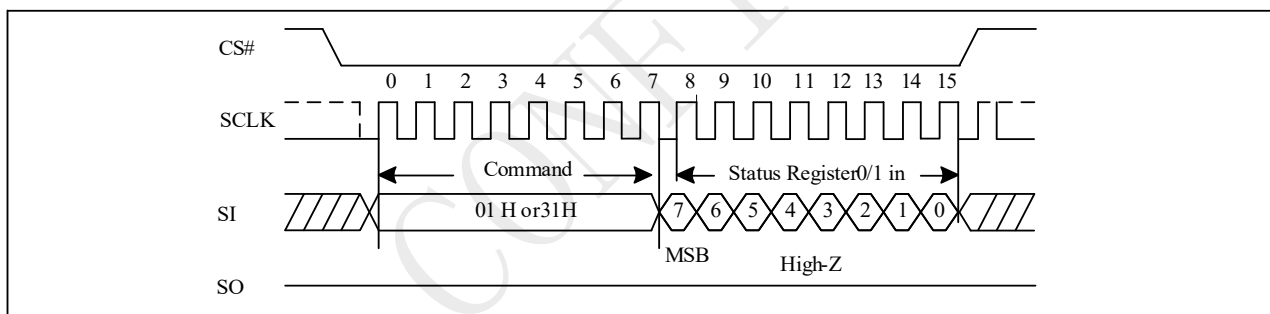 CS#
0 1 2 3 4 5 6 7 8 9 10 11 12 13 14 15
SCLK
Command
Status Register0/1 in
SI
01 H or31H
7 6 5 4 3 2 1 0
MSB
High-Z
SO